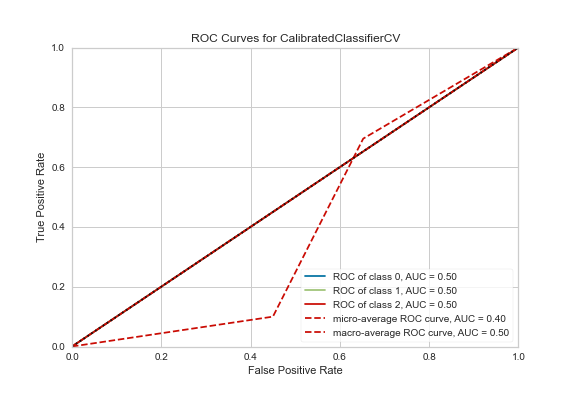 ROC Curves for CalibratedClassifierCV
1.0
0.8
0.6
0.4
0.2
0.0
True Positive Rate
ROC of class 0, AUC = 0.50
ROC of class 1, AUC = 0.50
ROC of class 2, AUC = 0.50
micro-average ROC curve, AUC = 0.40
macro-average ROC curve, AUC = 0.50
0.0 0.2 0.4 0.6 0.8 1.0
False Positive Rate